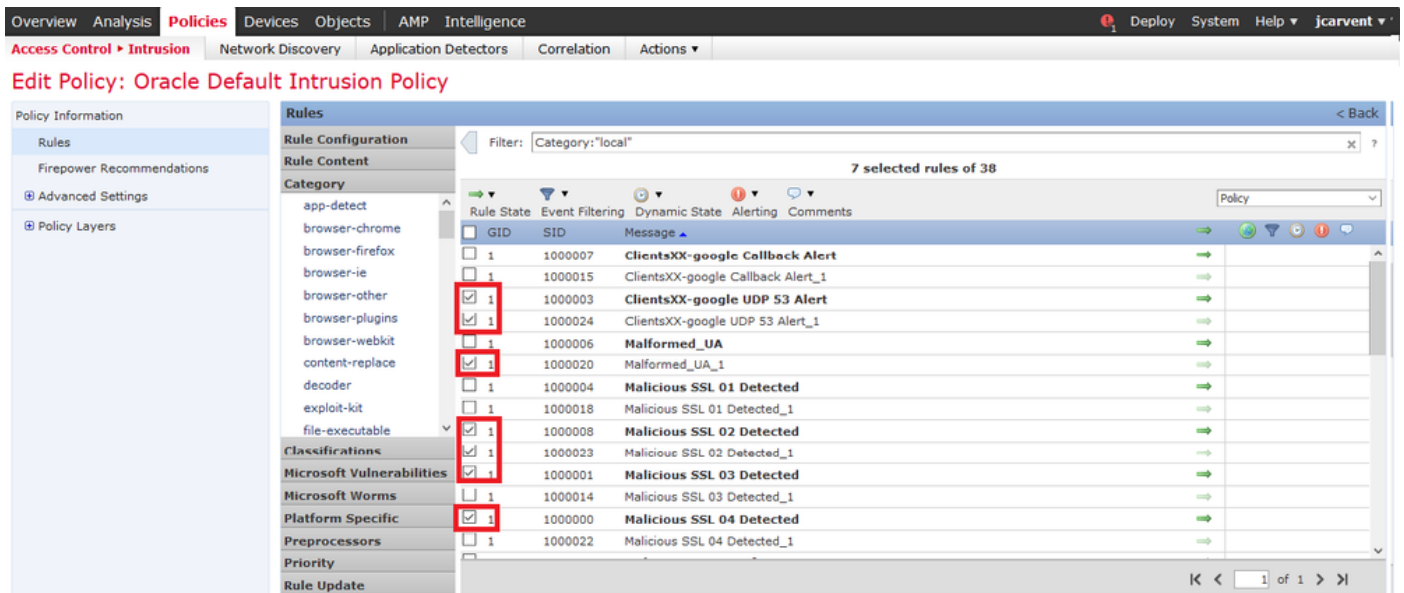 Overview Analysis Policies Devices Objects AMP Intelligence 1 Deploy System Help ▾ jcarvent ▾
Access Control ▸ Intrusion Network Discovery Application Detectors Correlation Actions ▾
Edit Policy: Oracle Default Intrusion Policy
Policy Information
Rules
Firepower Recommendations
Advanced Settings
Policy Layers
Rules < Back
Rule Configuration
Rule Content
Category
app-detect
browser-chrome
browser-firefox
browser-ie
browser-other
browser-plugins
browser-webkit
content-replace
decoder
exploit-kit
file-executable
Classifications
Microsoft Vulnerabilities
Microsoft Worms
Platform Specific
Preprocessors
Priority
Rule Update
Filter: Category:"local" x ?
7 selected rules of 38
Rule State Event Filtering Dynamic State Alerting Comments
Policy
GID SID Message
1 1000007 ClientsXX-google Callback Alert
1 1000015 ClientsXX-google Callback Alert_1
1 1000003 ClientsXX-google UDP 53 Alert
1 1000024 ClientsXX-google UDP 53 Alert_1
1 1000006 Malformed_UA
1 1000020 Malformed_UA_1
1 1000004 Malicious SSL 01 Detected
1 1000018 Malicious SSL 01 Detected_1
1 1000008 Malicious SSL 02 Detected
1 1000023 Malicious SSL 02 Detected_1
1 1000001 Malicious SSL 03 Detected
1 1000014 Malicious SSL 03 Detected_1
1 1000000 Malicious SSL 04 Detected
1 1000022 Malicious SSL 04 Detected_1
1 of 1